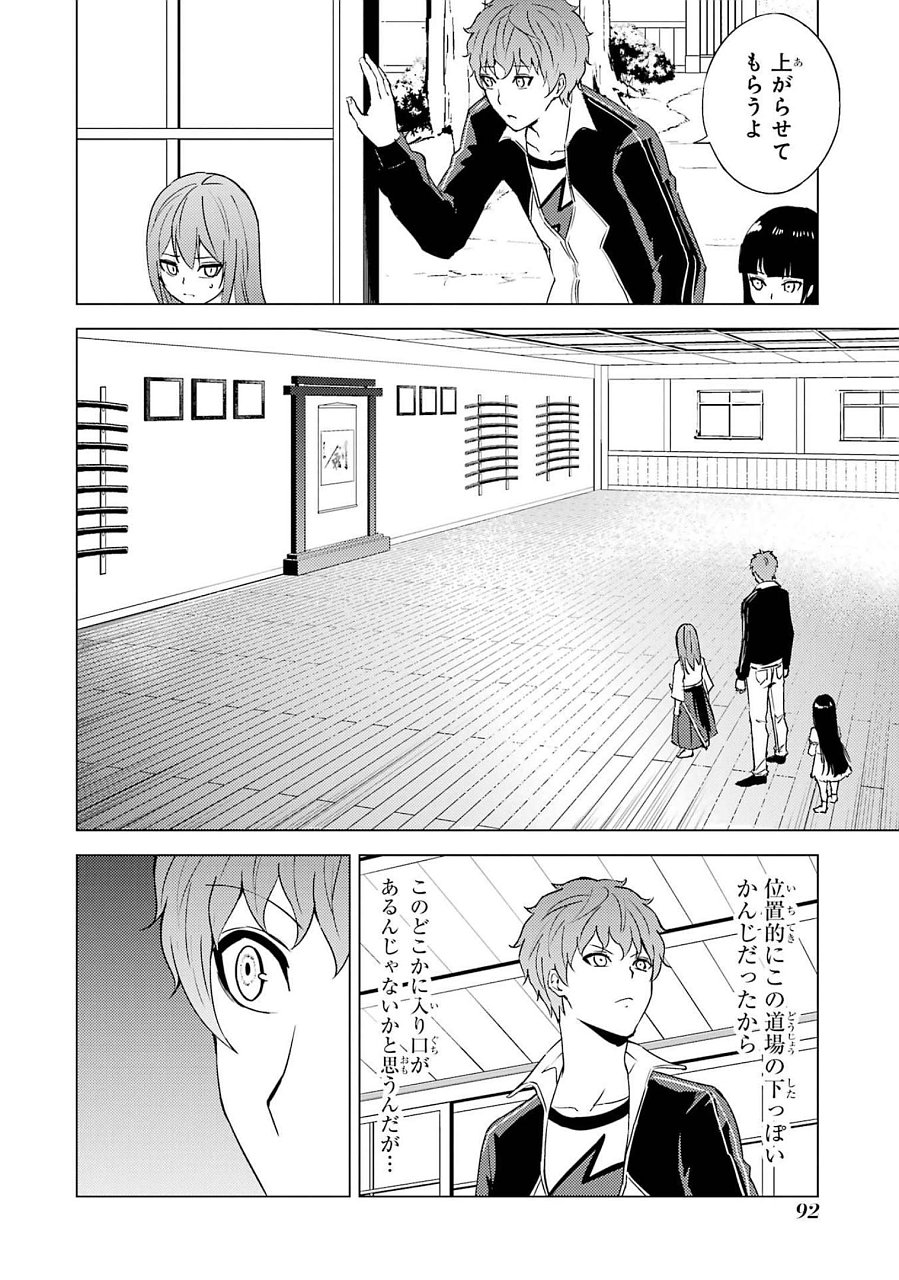 上がらせて
もらうよ
位置的にこの道場の下っぽい
かんじだったから
このどこかに入り口が
あるんじゃないかと思うんだが…
92